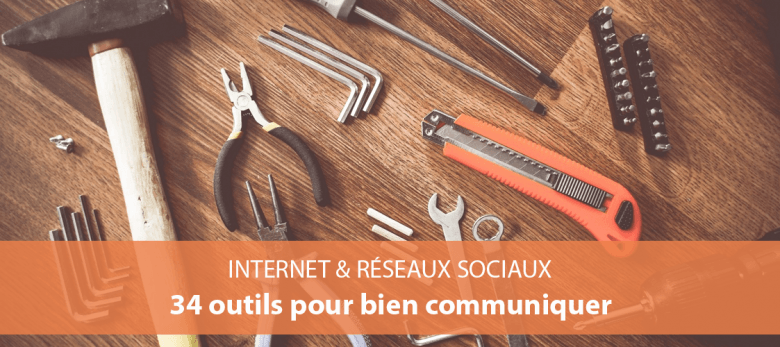 INTERNET & RÉSEAUX SOCIAUX
34 outils pour bien communiquer